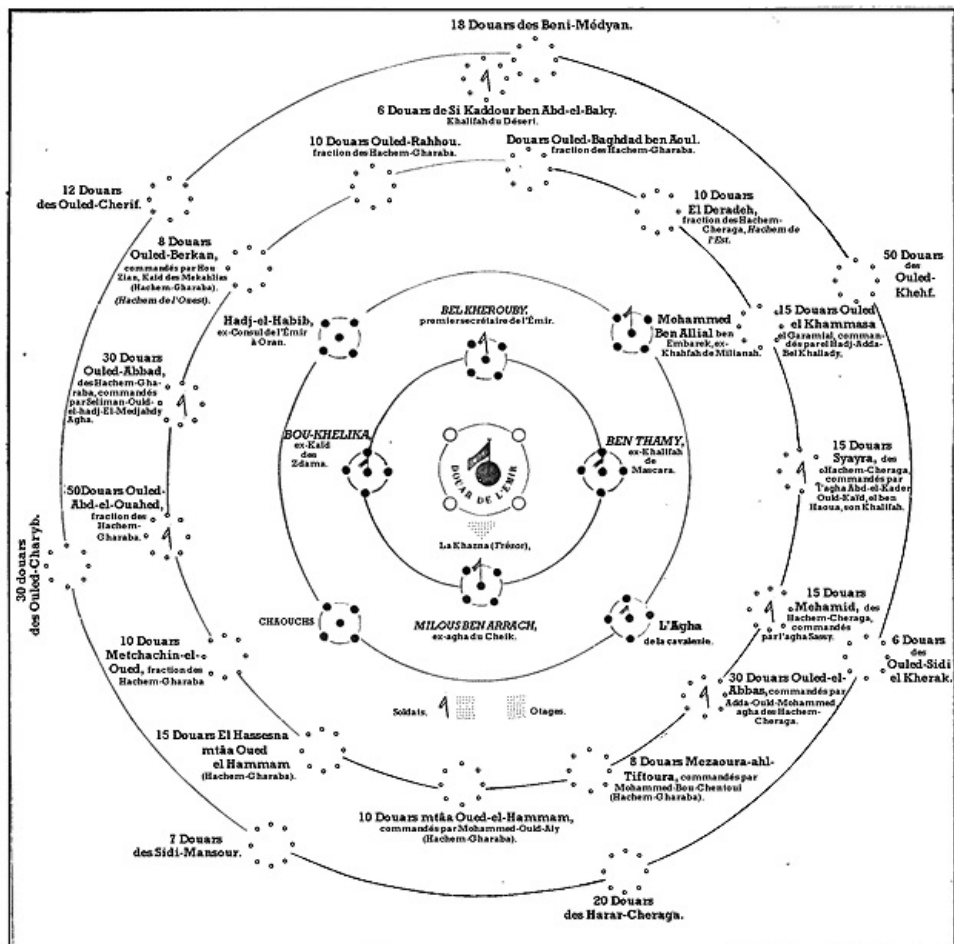 18 Douars des Beni-Médyan.
6 Douars de Si Kaddour ben Abd-el-Baky.
Khalifah du Désert.
10 Douars Ouled-Rahhou.
fraction des Hachem-Gharaba.
Douars Ouled-Baghdad ben Aoul.
fraction des Hachem-Gharaba.
12 Douars
des Ouled-Cherif.
10 Douars
El Deradeh,
fraction des Hachem-
Cheraga, Hachem de
l'Est.
8 Douars
Ouled-Berkan,
commandés par Hou
Zian, Kaïd des Mekahlias
(Hachem-Gharaba).
(Hachem de l'Ouest).
50 Douars
des
Ouled-
Khehf.
Hadj-el-Habib,
ex-Consul de l'Émir
à Oran.
BEL KHEROUBY,
premier secrétaire de l'Émir.
Mohammed
Ben Allial ben
Embarek, ex-
Khahfah de Milianah.
15 Douars Ouled
el Khammasa
el Garamial, comman-
dés par el Hadj-Adda-
Bel Khallady.
30 Douars
Ouled-Abbad,
des Hachem-Gha-
raba, commandés
par Seliman-Ould-
el-hadj-El-Medjahdy
Agha.
BOU-KHELIKA,
ex-Kaïd
des
Zdama.
DOUAR DE L'ÉMIR
BEN THAMY,
ex-Khalifah
de
Mascara.
15 Douars
Syayra, des
Hachem-Cheraga,
commandés par
l'agha Abd-el-Kader
Ould-Kaïd, el ben
Haoua, son Khalifah.
50 Douars Ouled-
Abd-el-Ouahed,
fraction des
Hachem-
Gharaba.
La Khazna (Trésor),
30 douars
des Ouled-Charyb.
CHAOUCHS
MILOUS BEN ARRACH,
ex-agha du Cheik.
L'Agha
de la cavalerie.
15 Douars
Mehamid, des
Hachem-Cheraga,
commandés
par l'agha Sassy.
10 Douars
Metchachin-el-
Oued, fraction des
Hachem-Gharaba
6 Douars
des
Ouled-Sidi
el Kherak.
30 Douars Ouled-el-
Abbas, commandés par
Adda-Ould-Mohammed,
agha des Hachem-
Cheraga.
Soldats.
Otages.
15 Douars El Hassesna
mtâa Oued
el Hammam
(Hachem-Gharaba).
8 Douars Mezaoura-ahl-
Tiftoura, commandés par
Mohammed-Bou-Chentoui
(Hachem-Gharaba).
10 Douars mtâa Oued-el-Hammam,
commandés par Mohammed-Ould-Aly
(Hachem-Gharaba).
7 Douars
des Sidi-Mansour.
20 Douars
des Harar-Cheraga.